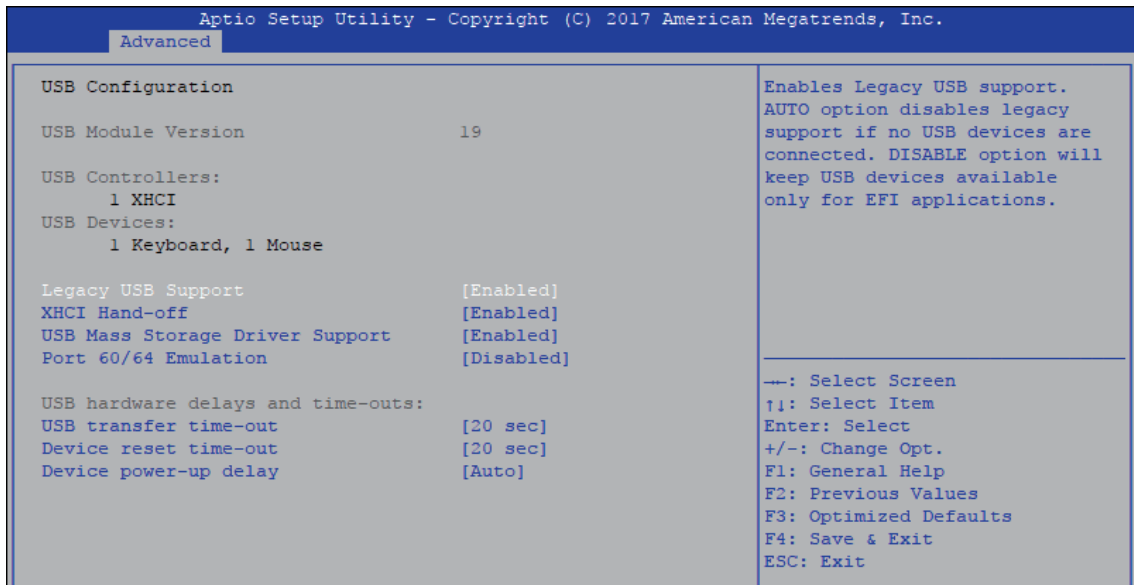 Aptio Setup Utility - Copyright (C) 2017 American Megatrends, Inc.
Advanced
USB Configuration
USB Module Version 19
USB Controllers:
1 XHCI
USB Devices:
1 Keyboard, 1 Mouse
Legacy USB Support [Enabled]
XHCI Hand-off [Enabled]
USB Mass Storage Driver Support [Enabled]
Port 60/64 Emulation [Disabled]
USB hardware delays and time-outs:
USB transfer time-out [20 sec]
Device reset time-out [20 sec]
Device power-up delay [Auto]
Enables Legacy USB support.
AUTO option disables legacy
support if no USB devices are
connected. DISABLE option will
keep USB devices available
only for EFI applications.
→←: Select Screen
↑↓: Select Item
Enter: Select
+/-: Change Opt.
F1: General Help
F2: Previous Values
F3: Optimized Defaults
F4: Save & Exit
ESC: Exit